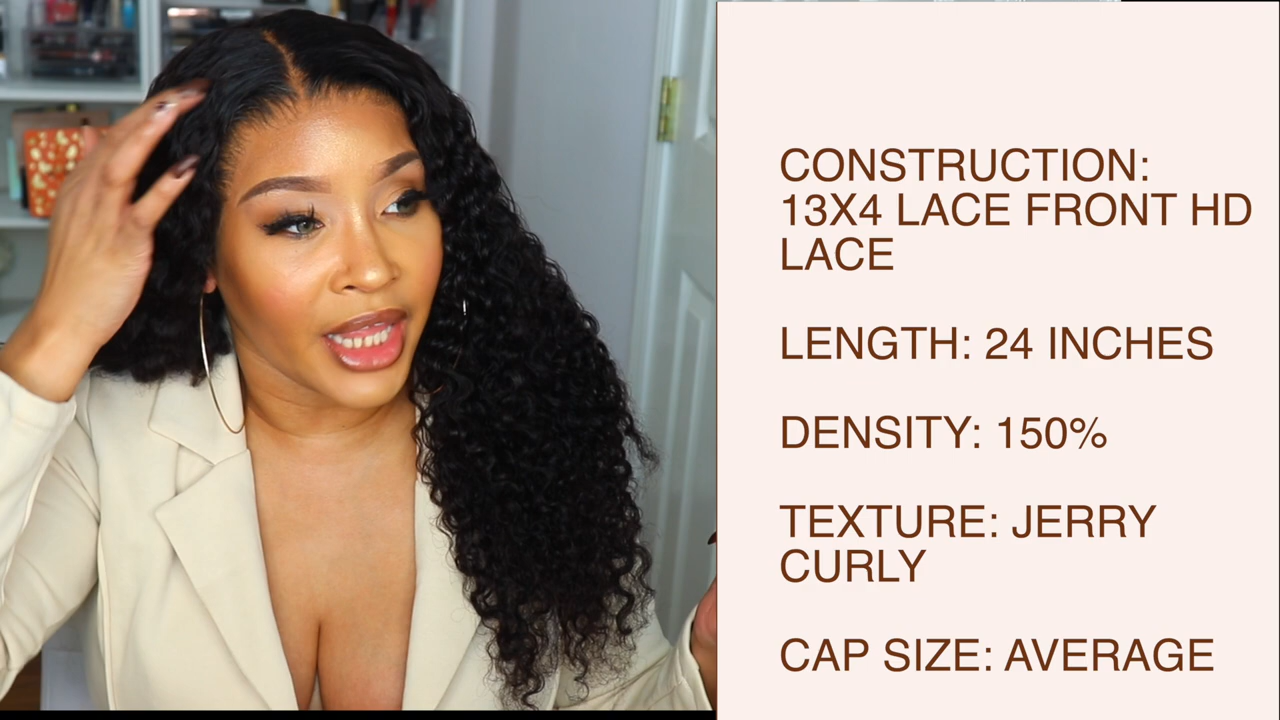 CONSTRUCTION:
13X4 LACE FRONT HD
LACE
LENGTH: 24 INCHES
DENSITY: 150%
TEXTURE: JERRY
CURLY
CAP SIZE: AVERAGE